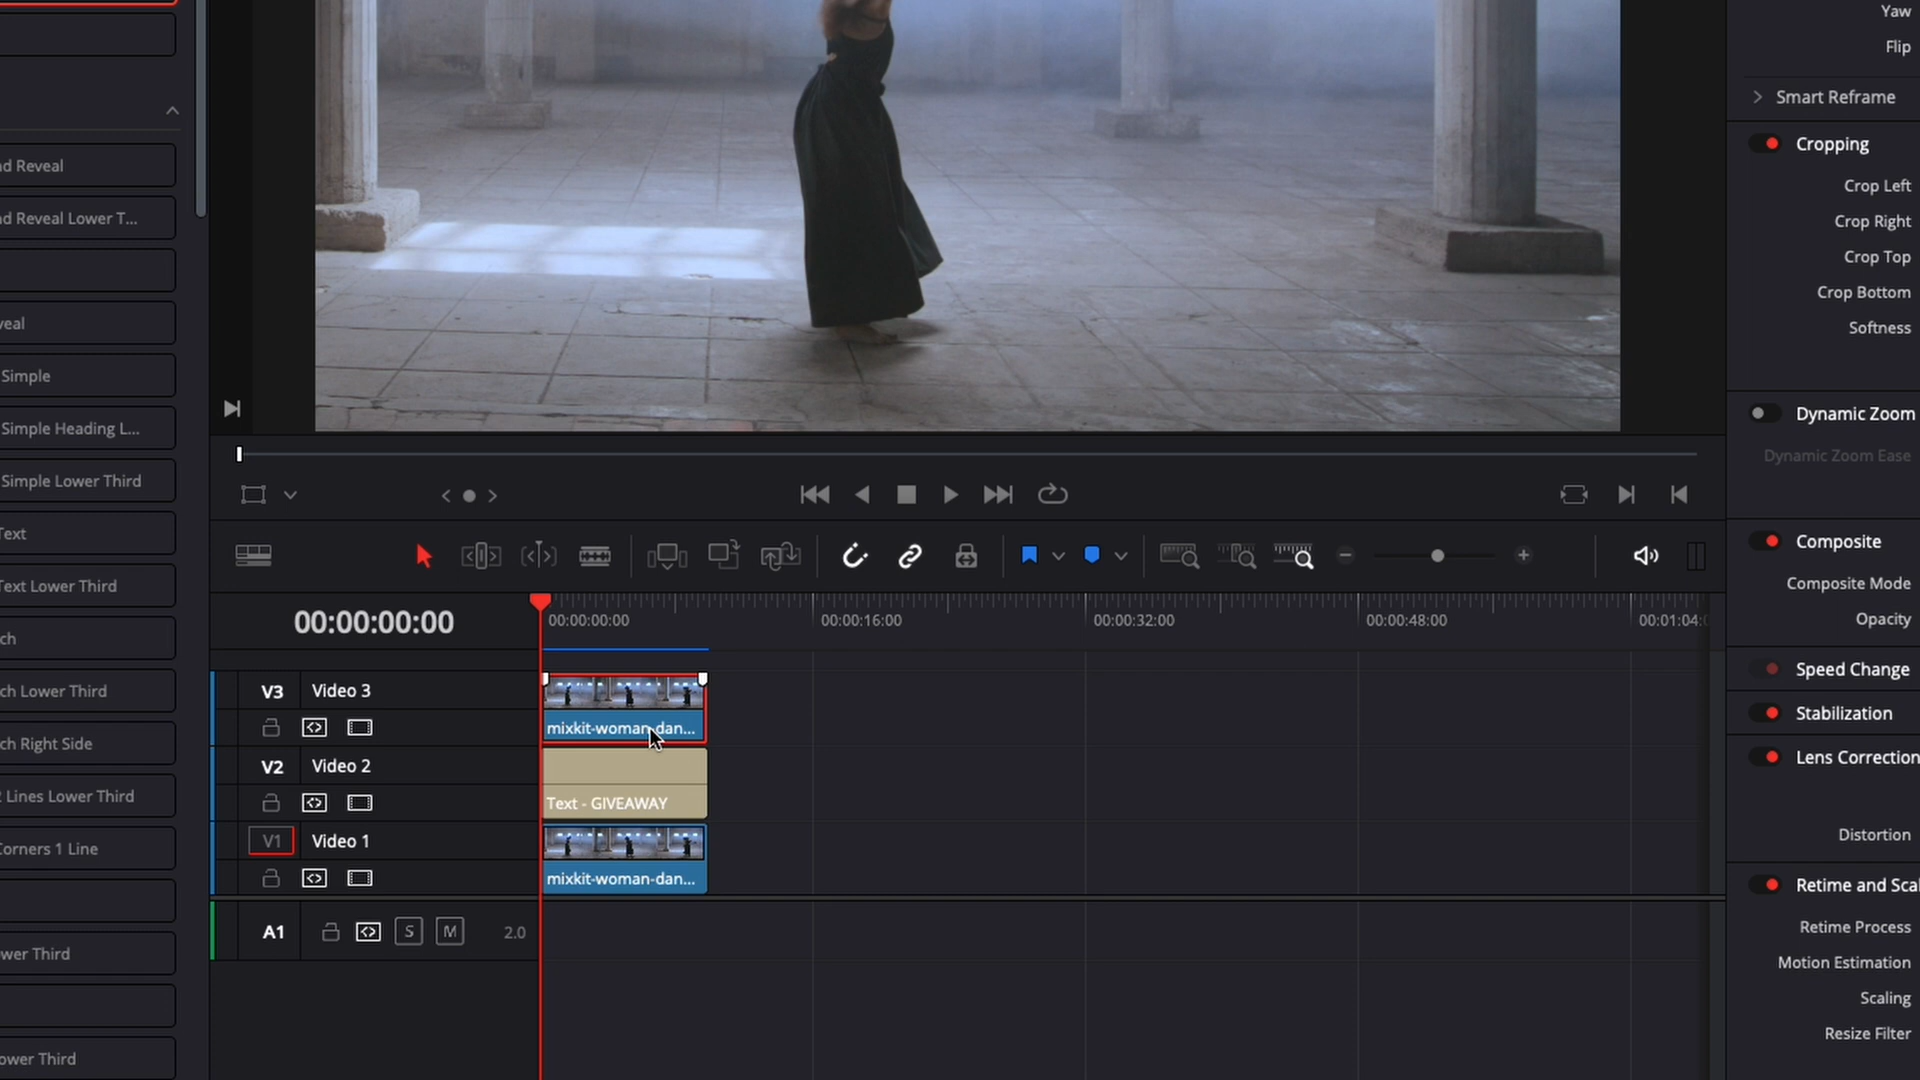 nd Reveal
nd Reveal Lower T...
veal
Simple
Simple Heading L...
Simple Lower Third
Text
Text Lower Third
ch
ch Lower Third
ch Right Side
2 Lines Lower Third
Corners 1 Line
wer Third
ower Third
Yaw
Flip
Smart Reframe
Cropping
Crop Left
Crop Right
Crop Top
Crop Bottom
Softness
Dynamic Zoom
Dynamic Zoom Ease
Composite
Composite Mode
Opacity
Speed Change
Stabilization
Lens Correction
Distortion
Retime and Scal
Retime Process
Motion Estimation
Scaling
Resize Filter
00:00:00:00
00:00:00:00
00:00:16:00
00:00:32:00
00:00:48:00
00:01:04:0
V3 Video 3
mixkit-woman-dan...
V2 Video 2
Text - GIVEAWAY
V1 Video 1
mixkit-woman-dan...
A1 S M 2.0